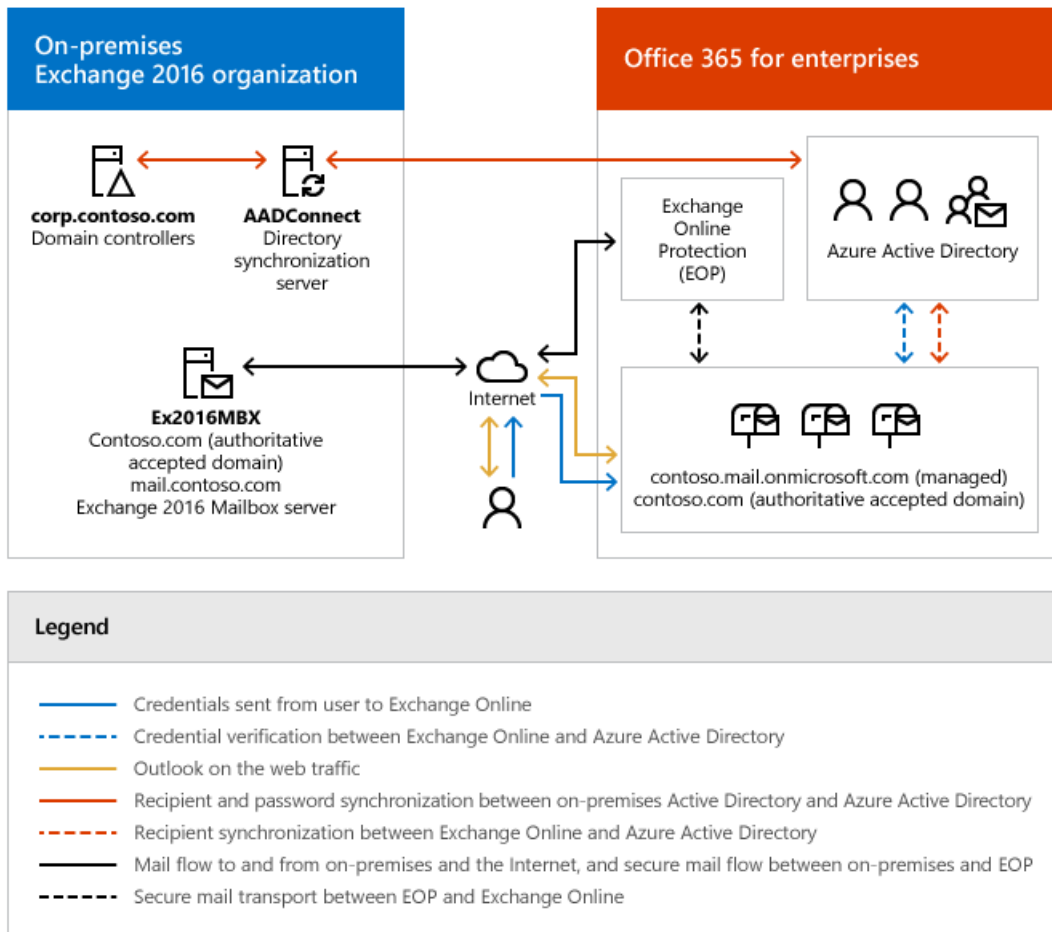 On-premises
Exchange 2016 organization
Office 365 for enterprises
corp.contoso.com
Domain controllers
AADConnect
Directory
synchronization
server
Exchange
Online
Protection
(EOP)
Azure Active Directory
Internet
Ex2016MBX
Contoso.com (authoritative
accepted domain)
mail.contoso.com
Exchange 2016 Mailbox server
contoso.mail.onmicrosoft.com (managed)
contoso.com (authoritative accepted domain)
Legend
Credentials sent from user to Exchange Online
Credential verification between Exchange Online and Azure Active Directory
Outlook on the web traffic
Recipient and password synchronization between on-premises Active Directory and Azure Active Directory
Recipient synchronization between Exchange Online and Azure Active Directory
Mail flow to and from on-premises and the Internet, and secure mail flow between on-premises and EOP
Secure mail transport between EOP and Exchange Online